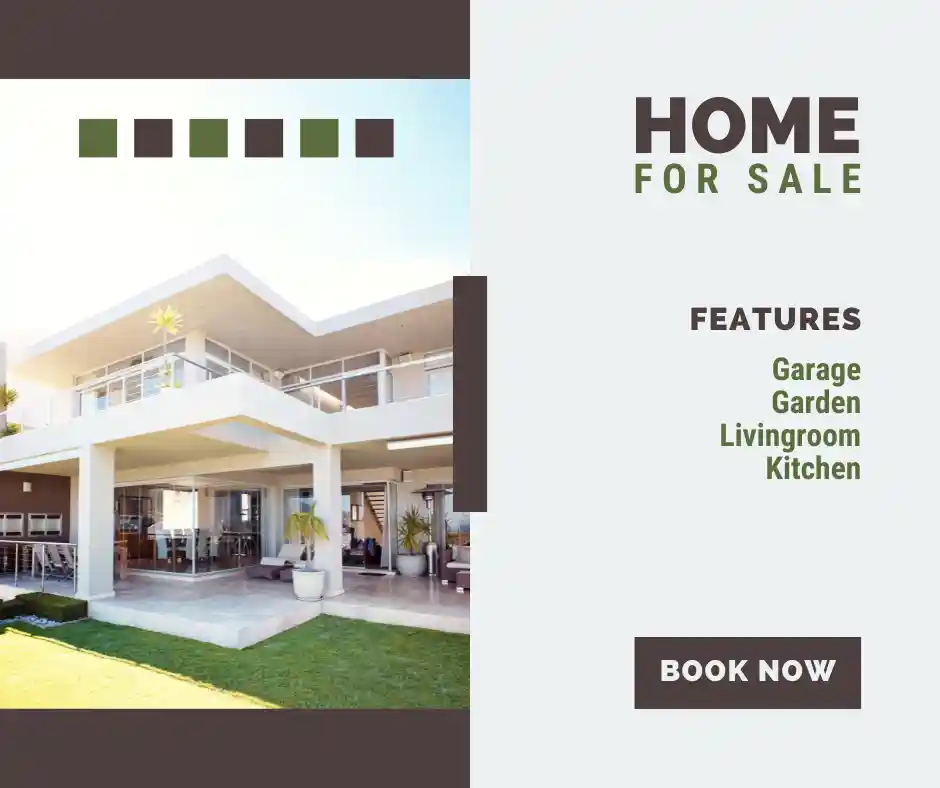 HOME
FOR SALE
FEATURES
Garage
Garden
Livingroom
Kitchen
BOOK NOW